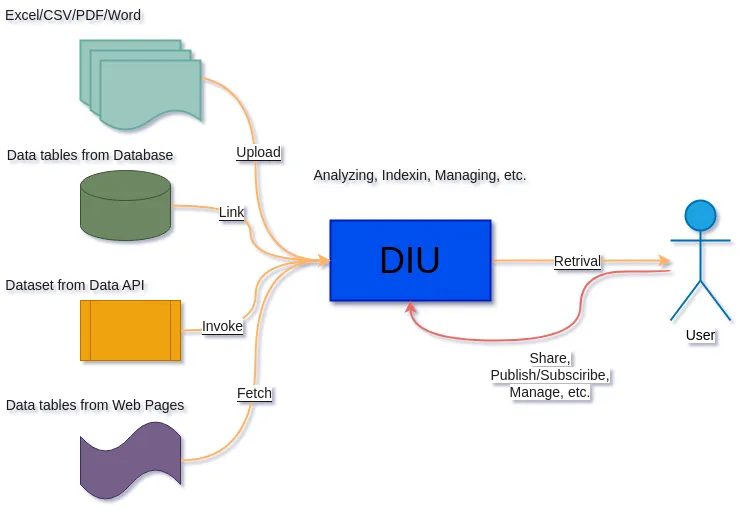 Excel/CSV/PDF/Word
Upload
Data tables from Database
Link
Analyzing, Indexin, Managing, etc.
DIU
Retrival
User
Dataset from Data API
Invoke
Share,
Publish/Subsciribe,
Manage, etc.
Fetch
Data tables from Web Pages